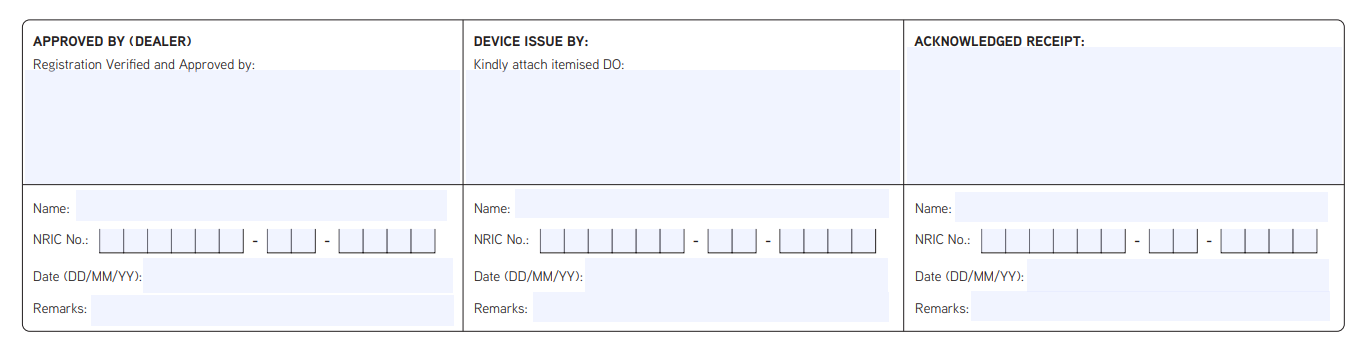 APPROVED BY (DEALER)
Registration Verified and Approved by:
Name:
NRIC No.: - -
Date (DD/MM/YY):
Remarks:
DEVICE ISSUE BY:
Kindly attach itemised DO:
Name:
NRIC No.: - -
Date (DD/MM/YY):
Remarks:
ACKNOWLEDGED RECEIPT:
Name:
NRIC No.: - -
Date (DD/MM/YY):
Remarks: